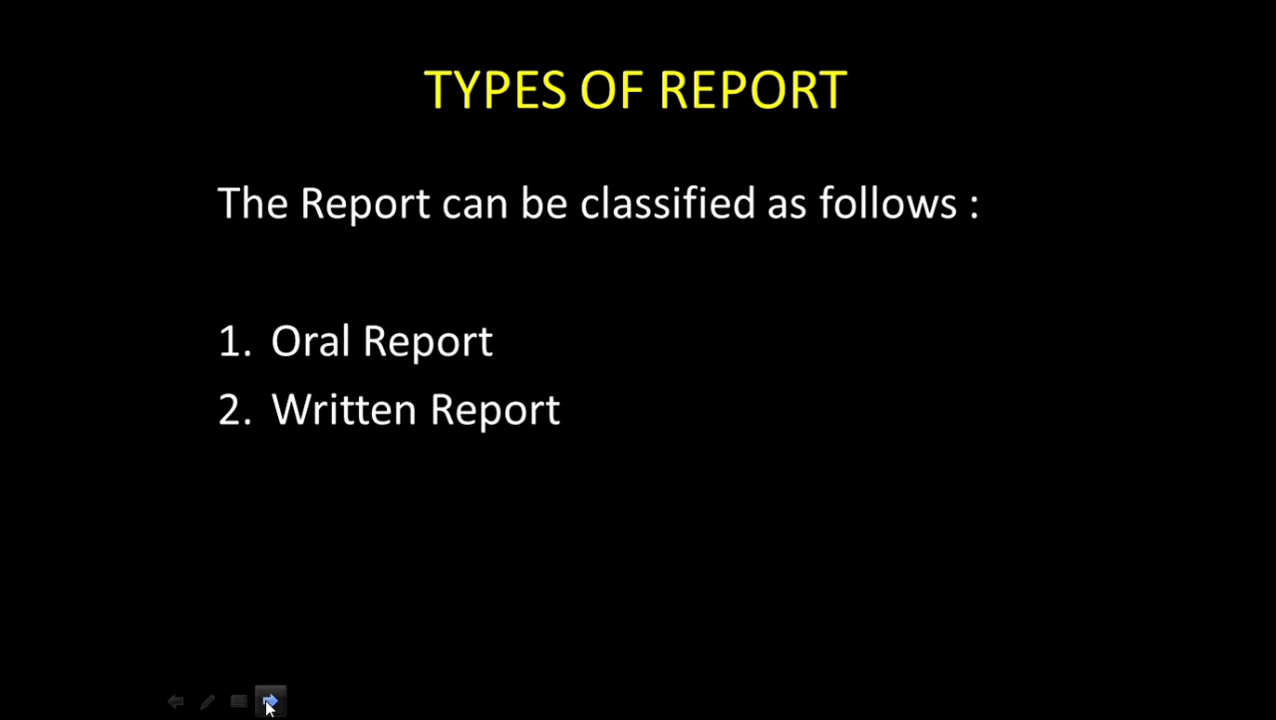 TYPES OF REPORT
The Report can be classified as follows :
1. Oral Report
2. Written Report